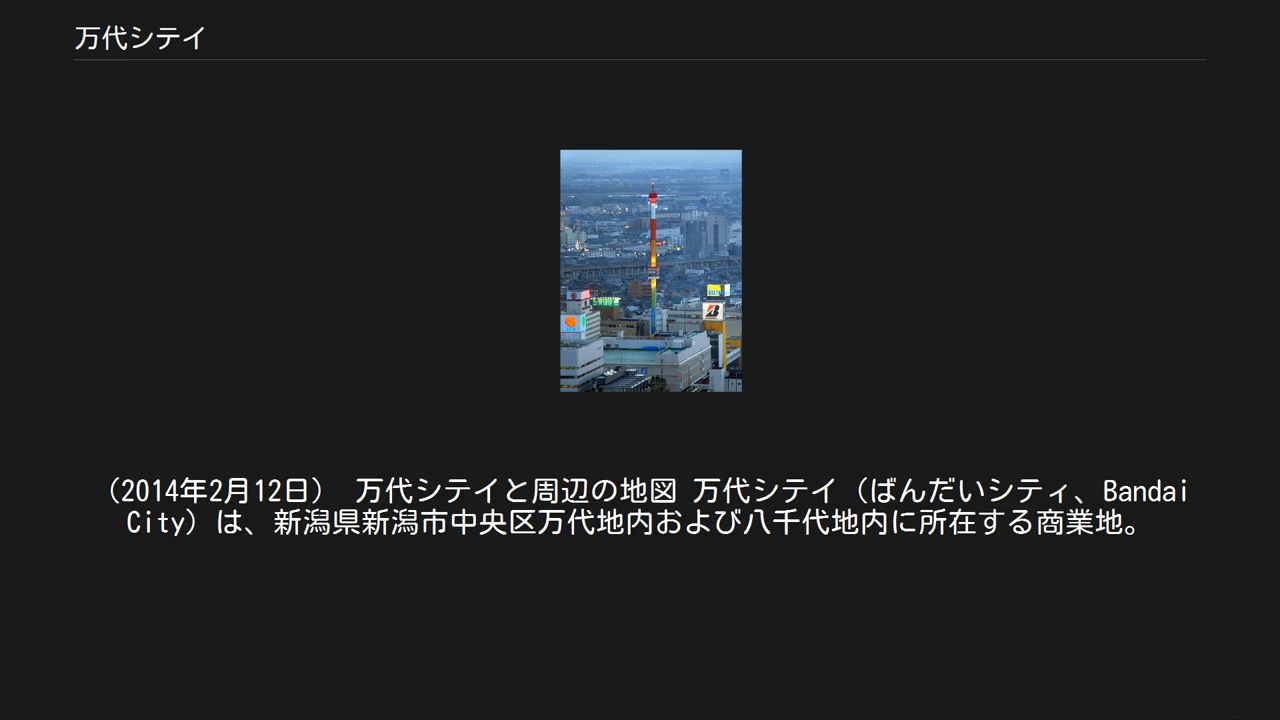 万代シテイ
（2014年2月12日） 万代シテイと周辺の地図 万代シテイ（ばんだいシティ、Bandai
City）は、新潟県新潟市中央区万代地内および八千代地内に所在する商業地。